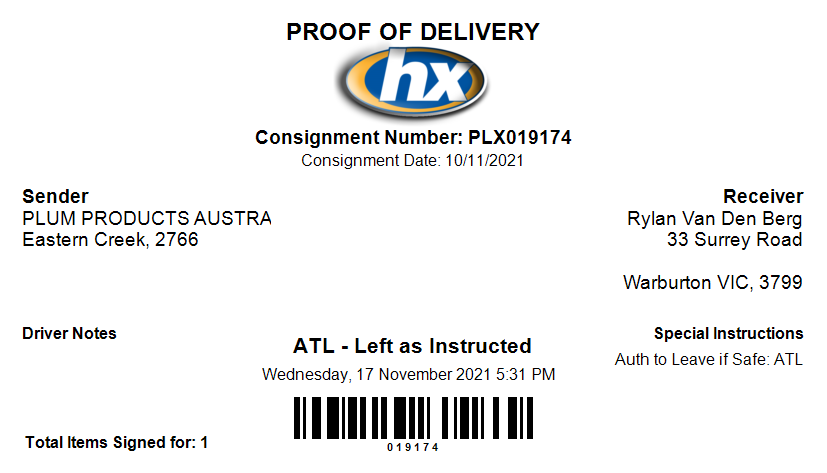 PROOF OF DELIVERY
hx
Consignment Number: PLX019174
Consignment Date: 10/11/2021
Sender
PLUM PRODUCTS AUSTRA
Eastern Creek, 2766
Receiver
Rylan Van Den Berg
33 Surrey Road
Warburton VIC, 3799
Driver Notes
ATL - Left as Instructed
Wednesday, 17 November 2021 5:31 PM
Special Instructions
Auth to Leave if Safe: ATL
019174
Total Items Signed for: 1